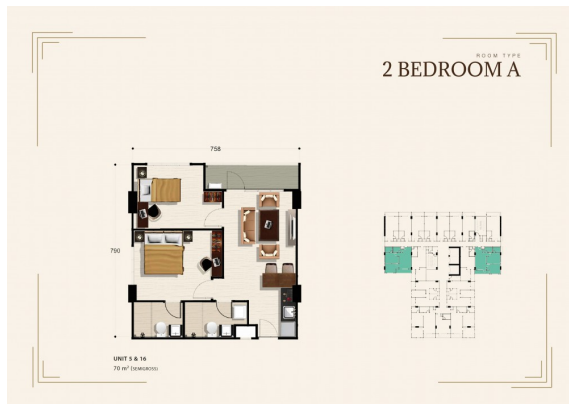 ROOM TYPE
2 BEDROOM A
758
790
UNIT 5 & 16
70 m² (SEMIGROSS)